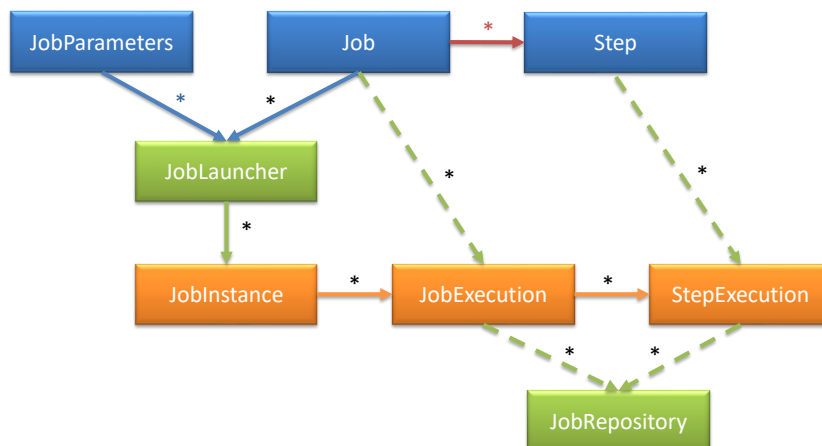 JobParameters
Job
*
Step
*
*
JobLauncher
*
*
*
JobInstance
*
JobExecution
*
StepExecution
*
*
JobRepository